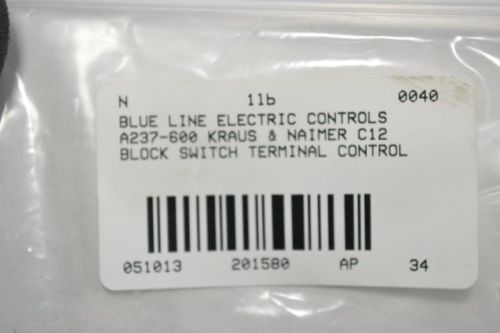 N 1lb 0040
BLUE LINE ELECTRIC CONTROLS
A237-600 KRAUS & NAIMER C12
BLOCK SWITCH TERMINAL CONTROL
051013 201580 AP 34